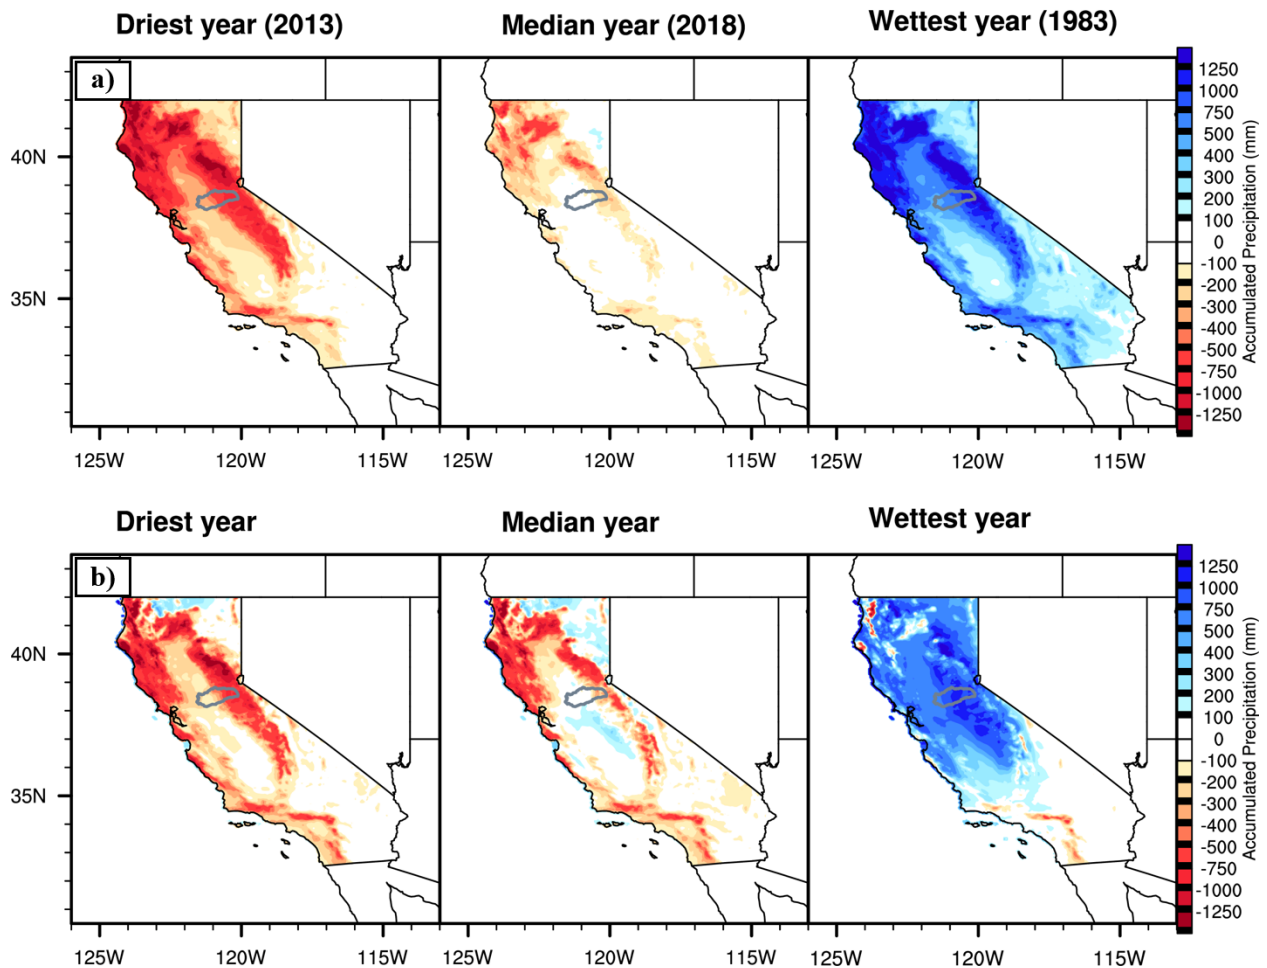 Driest year (2013) Median year (2018) Wettest year (1983)
a)
40N
35N
125W 120W 115W 125W 120W 115W 125W 120W 115W
1250
1000
750
500
400
300
200
100
0
-100
-200
-300
-400
-500
-750
-1000
-1250
Accumulated Precipitation (mm)
Driest year Median year Wettest year
b)
40N
35N
125W 120W 115W 125W 120W 115W 125W 120W 115W
1250
1000
750
500
400
300
200
100
0
-100
-200
-300
-400
-500
-750
-1000
-1250
Accumulated Precipitation (mm)